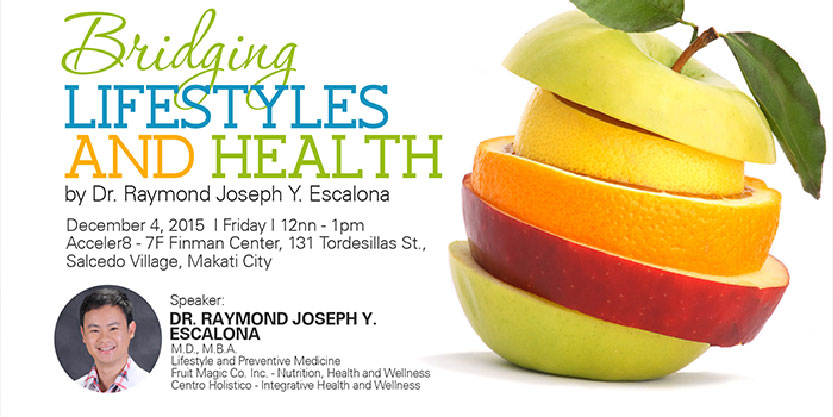 Bridging
LIFESTYLES
AND HEALTH
by Dr. Raymond Joseph Y. Escalona
December 4, 2015 I Friday I 12nn - 1pm
Acceler8 - 7F Finman Center, 131 Tordesillas St.,
Salcedo Village, Makati City
Speaker:
DR. RAYMOND JOSEPH Y.
ESCALONA
M.D., M.B.A.
Lifestyle and Preventive Medicine
Fruit Magic Co. Inc. - Nutrition, Health and Wellness
Centro Holistico - Integrative Health and Wellness